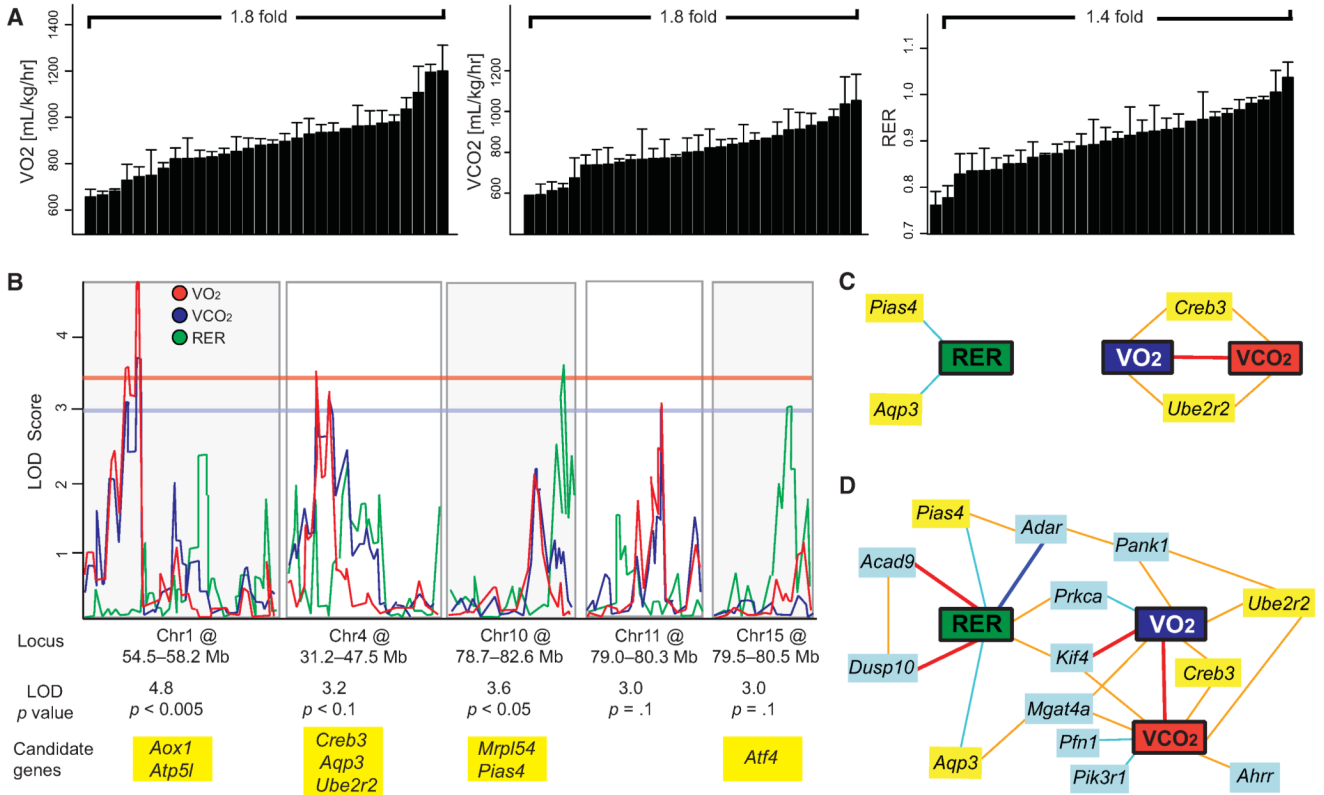 A
1.8 fold
1.8 fold
1.4 fold
VO2 [mL/kg/hr]
1400
1200
1000
800
600
VCO2 [mL/kg/hr]
1200
1000
800
600
RER
1.1
1.0
0.9
0.8
0.7
B
VO2
VCO2
RER
LOD Score
4
3
2
1
Locus
Chr1 @
54.5–58.2 Mb
Chr4 @
31.2–47.5 Mb
Chr10 @
78.7–82.6 Mb
Chr11 @
79.0–80.3 Mb
Chr15 @
79.5–80.5 Mb
LOD
4.8
3.2
3.6
3.0
3.0
p value
p < 0.005
p < 0.1
p < 0.05
p = .1
p = .1
Candidate
genes
Aox1
Atp5l
Creb3
Aqp3
Ube2r2
Mrpl54
Pias4
Atf4
C
Pias4
RER
Aqp3
Creb3
VO2
VCO2
Ube2r2
D
Pias4
Adar
Pank1
Acad9
Prkca
Ube2r2
RER
VO2
Dusp10
Kif4
Creb3
Mgat4a
Pfn1
VCO2
Aqp3
Pik3r1
Ahrr